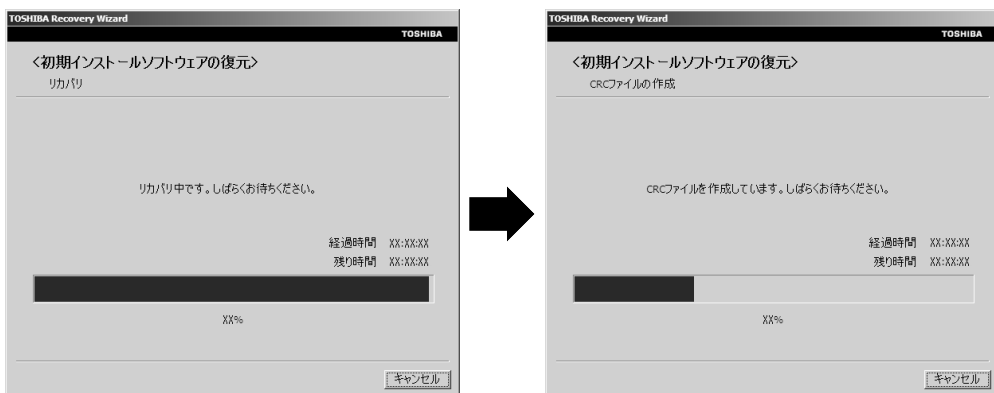 TOSHIBA Recovery Wizard
TOSHIBA
<初期インストールソフトウェアの復元>
リカバリ
リカバリ中です。しばらくお待ちください。
経過時間 XX:XX:XX
残り時間 XX:XX:XX
XX%
キャンセル
TOSHIBA Recovery Wizard
TOSHIBA
<初期インストールソフトウェアの復元>
CRCファイルの作成
CRCファイルを作成しています。しばらくお待ちください。
経過時間 XX:XX:XX
残り時間 XX:XX:XX
XX%
キャンセル